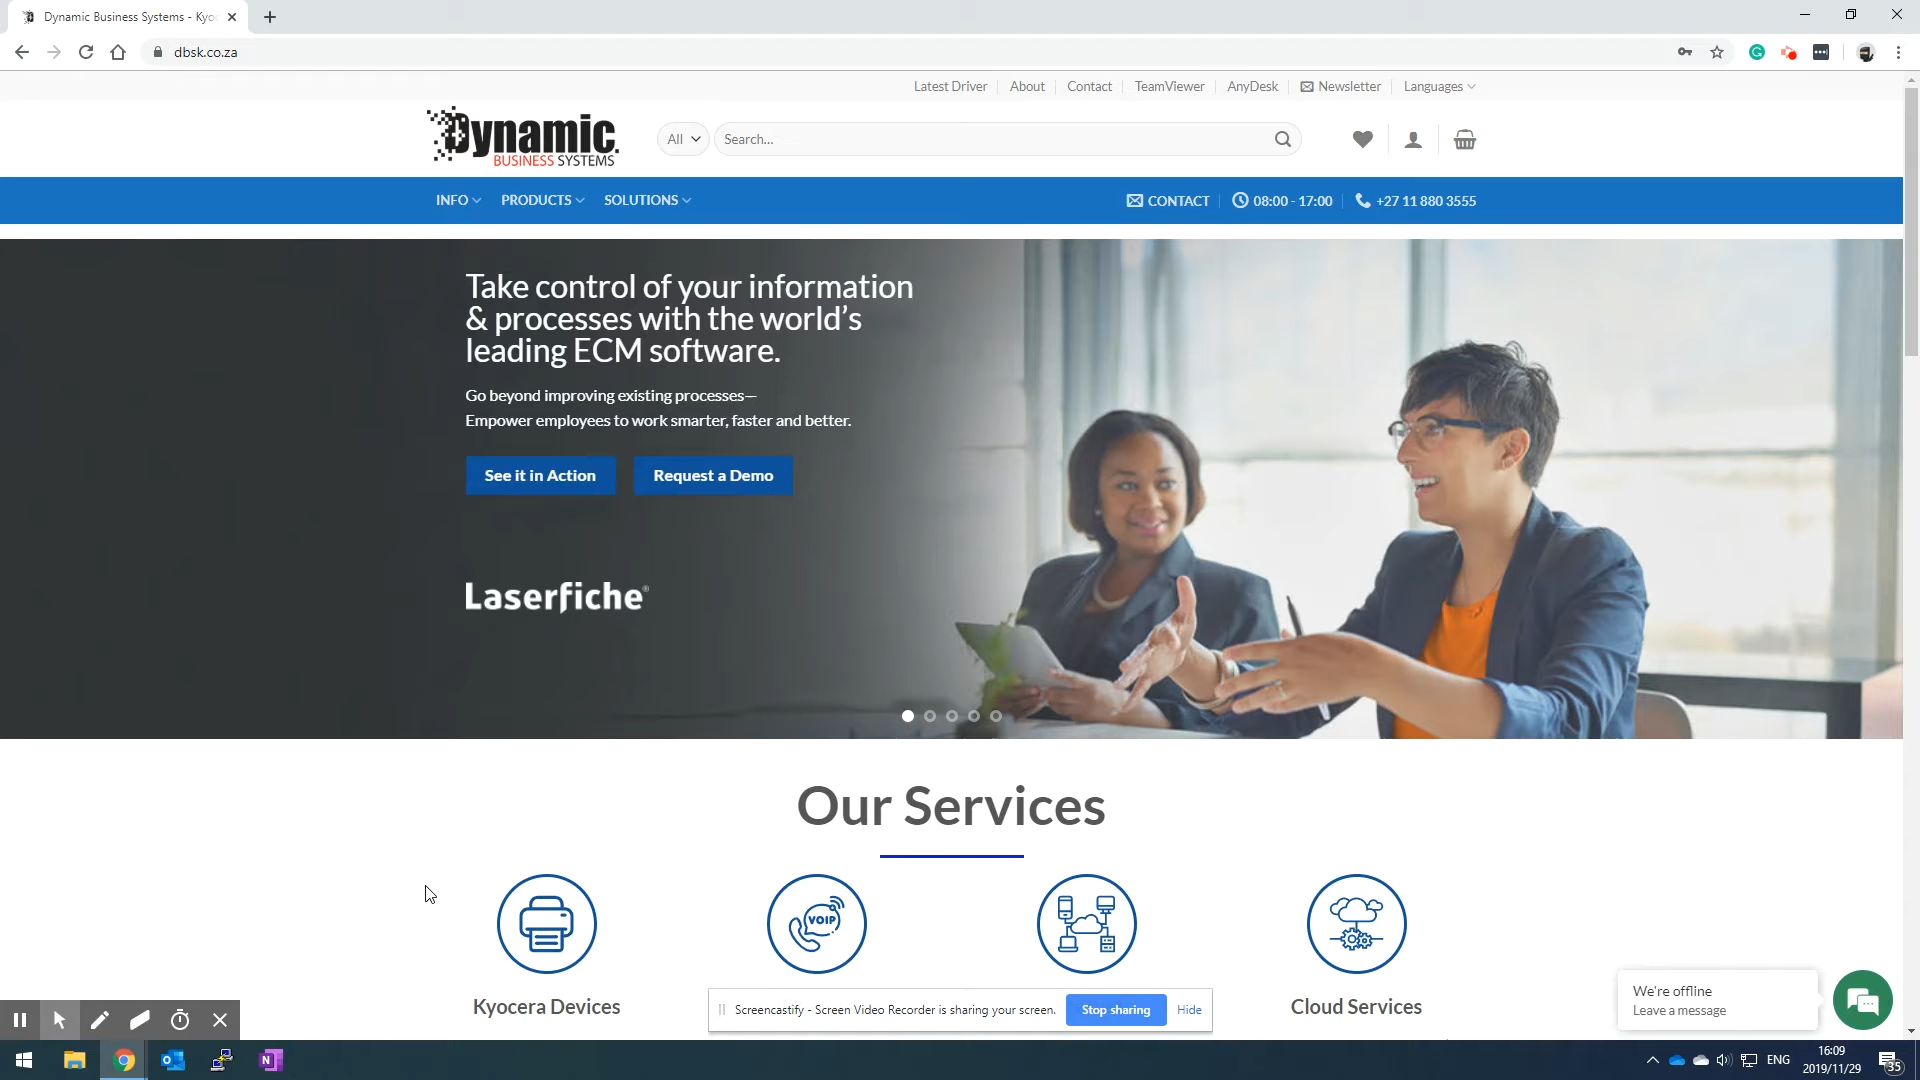 Dynamic Business Systems - Kyoc
dbsk.co.za
Latest Driver
About
Contact
TeamViewer
AnyDesk
Newsletter
Languages
Dynamic
BUSINESS SYSTEMS
All
Search...
INFO
PRODUCTS
SOLUTIONS
CONTACT
08:00 - 17:00
+27 11 880 3555
Take control of your information
& processes with the world’s
leading ECM software.
Go beyond improving existing processes—
Empower employees to work smarter, faster and better.
See it in Action
Request a Demo
Laserfiche®
Our Services
VOIP
Kyocera Devices
Cloud Services
Screencastify - Screen Video Recorder is sharing your screen.
Stop sharing
Hide
We're offline
Leave a message
ENG
16:09
2019/11/29
35